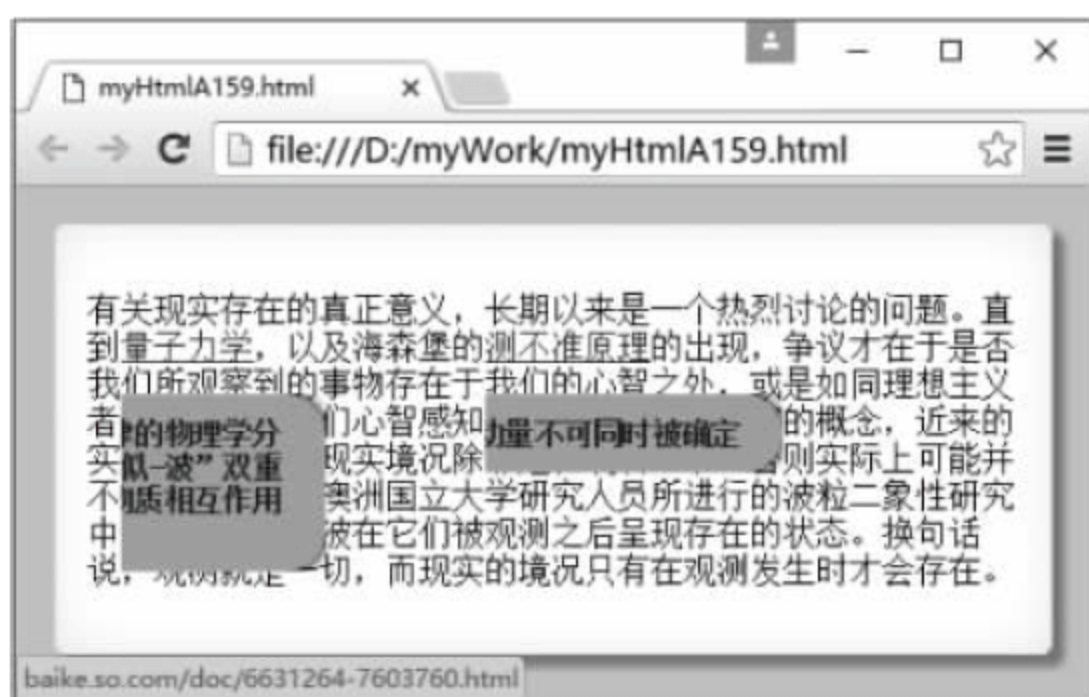 myHtmlA159.html
file:///D:/myWork/myHtmlA159.html
有关现实存在的真正意义，长期以来是一个热烈讨论的问题。直
到量子力学，以及海森堡的测不准原理的出现，争议才在于是否
我们所观察到的事物存在于我们的心智之外，或是如同理想主义
者 们心智感知 的概念，近来的
的物理学分 量不可同时被确定
实 现实境况除 则实际上可能并
似-波”双重
不 澳洲国立大学研究人员所进行的波粒二象性研究
质相互作用
中 波在它们被观测之后呈现存在的状态。换句话
说， 一切，而现实的境况只有在观测发生时才会存在。
baike.so.com/doc/6631264-7603760.html